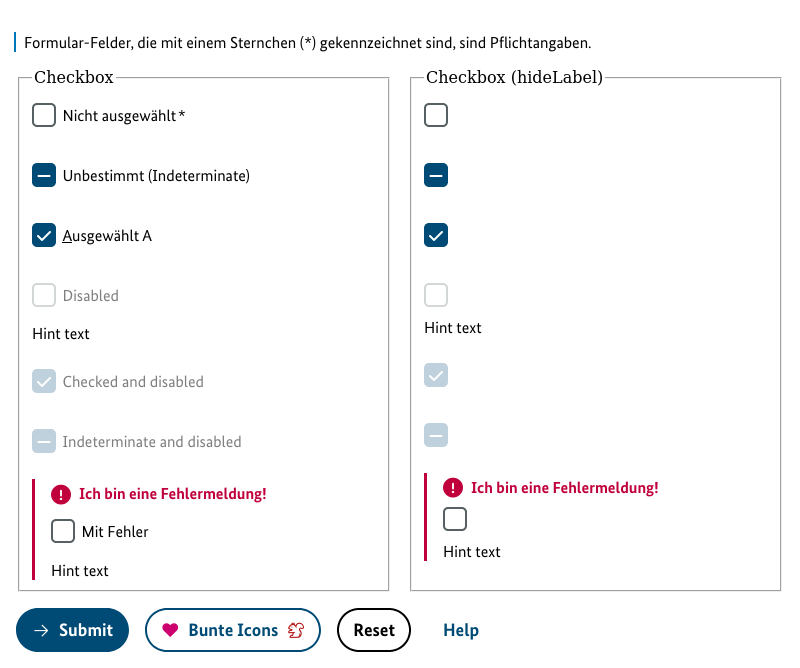 Formular-Felder, die mit einem Sternchen (*) gekennzeichnet sind, sind Pflichtangaben.
Checkbox
Nicht ausgewählt *
Unbestimmt (Indeterminate)
Ausgewählt A
Disabled
Hint text
Checked and disabled
Indeterminate and disabled
Ich bin eine Fehlermeldung!
Mit Fehler
Hint text
Checkbox (hideLabel)
Hint text
Ich bin eine Fehlermeldung!
Hint text
Submit
Bunte Icons
Reset
Help